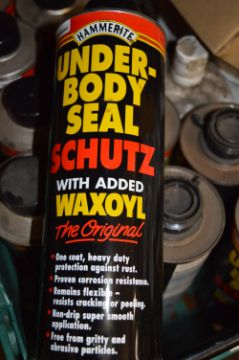 HAMMERITE
UNDER-
BODY
SEAL
SCHUTZ
WITH ADDED
WAXOYL
The Original
• One coat, heavy duty
protection against rust.
• Proven corrosion resistance.
• Remains flexible -
resists cracking or peeling.
• Non-drip super smooth
application.
• Free from gritty and
abrasive particles.